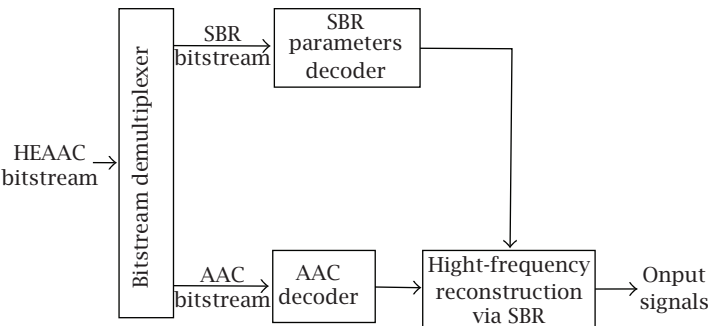 HEAAC
bitstream
Bitstream demultiplexer
SBR
bitstream
SBR
parameters
decoder
AAC
bitstream
AAC
decoder
Hight-frequency
reconstruction
via SBR
Onput
signals